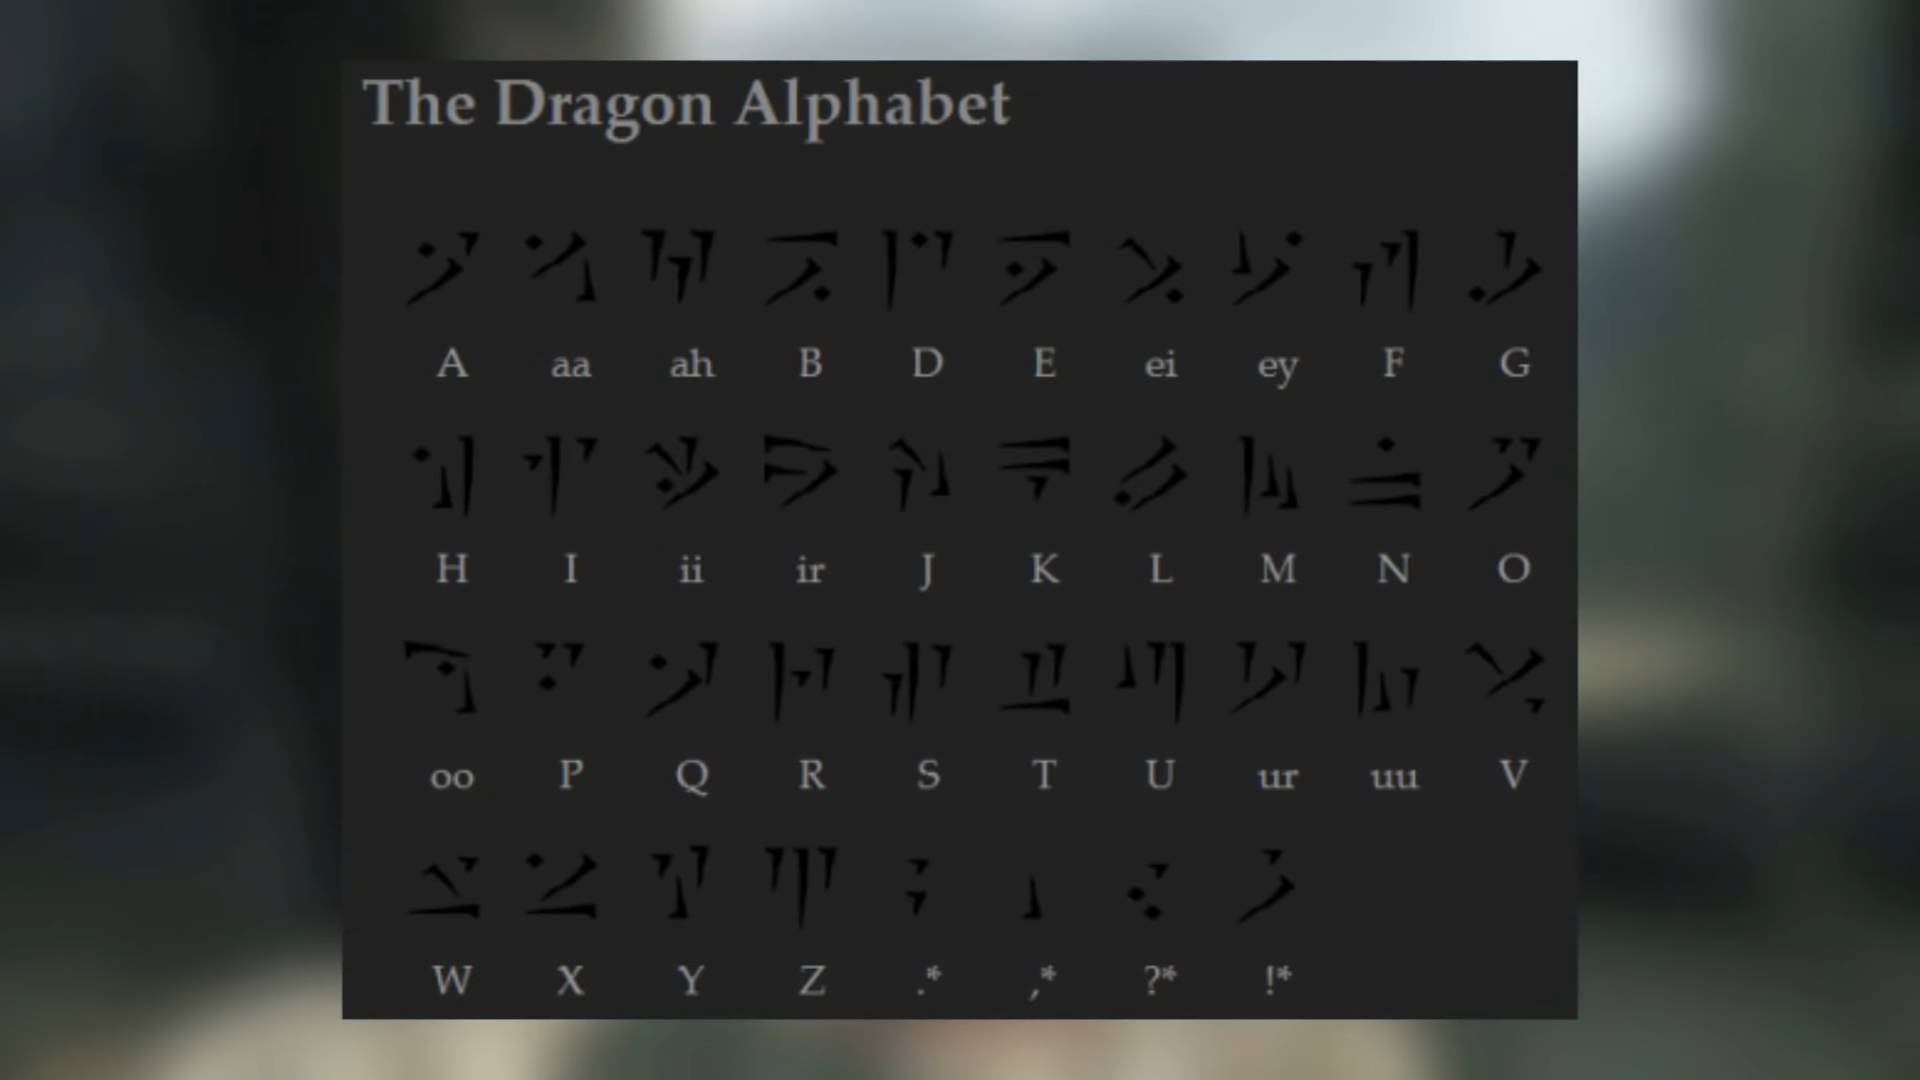 The Dragon Alphabet
A aa ah B D E ei ey F G
H I ii ir J K L M N O
oo P Q R S T U ur uu V
W X Y Z .* ,* ?* !*